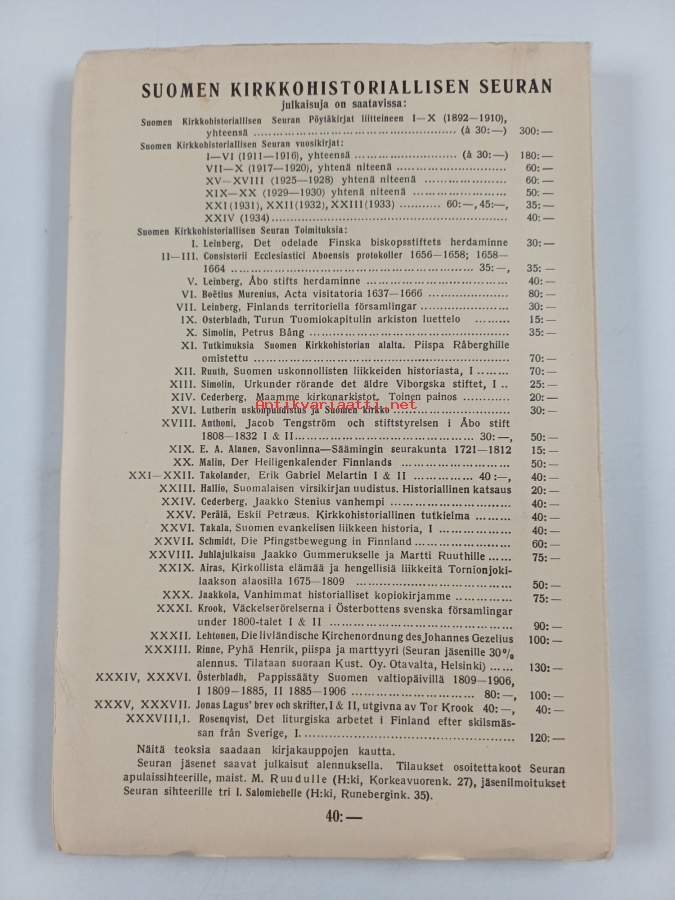 SUOMEN KIRKKOHISTORIALLISEN SEURAN
julkaisuja on saatavissa:
Suomen Kirkkohistoriallisen Seuran Pöytäkirjat liitteineen I—X (1892—1910),
yhteensä ........ (à 30:—) 300:—
Suomen Kirkkohistoriallisen Seuran vuosikirjat:
I—VI (1911—1916), yhteensä ........ (à 30:—) 180:—
VII—X (1917—1920), yhtenä niteenä ........ 60:—
XV—XVIII (1925—1928) yhtenä niteenä ........ 60:—
XIX—XX (1929—1930) yhtenä niteenä ........ 50:—
XXI (1931), XXII (1932), XXIII (1933) ........ 60:—, 45:—, 35:—
XXIV (1934) ........ 40:—
Suomen Kirkkohistoriallisen Seuran Toimituksia:
I. Leinberg, Det odelade Finska biskopsstiftets herdaminne 30:—
II—III. Consistorii Ecclesiastici Aboensis protokoller 1656—1658; 1658—
1664 ........ 35:—, 35:—
V. Leinberg, Åbo stifts herdaminne ........ 40:—
VI. Boëtius Murenius, Acta visitatoria 1637—1666 ........ 80:—
VII. Leinberg, Finlands territoriella församlingar ........ 30:—
IX. Österbladh, Turun Tuomiokapitulin arkiston luettelo ........ 15:—
X. Simolin, Petrus Bång ........ 35:—
XI. Tutkimuksia Suomen Kirkkohistorian alalta. Piispa Råberghille
omistettu ........ 70:—
XII. Ruuth, Suomen uskonnollisten liikkeiden historiasta, I ........ 70:—
XIII. Simolin, Urkunder rörande det äldre Viborgska stiftet, I .. 25:—
XIV. Cederberg, Maamme kirkonarkistot. Toinen painos ........ 20:—
Antikvariaatti.net
XVI. Lutherin uskonpuhdistus ja Suomen kirkko ........ 30:—
XVIII. Anthoni, Jacob Tengström och stiftstyrelsen i Åbo stift
1808—1832 I & II ........ 30:—, 50:—
XIX. E. A. Alanen, Savonlinna—Säämingin seurakunta 1721—1812 15:—
XX. Malin, Der Heiligenkalender Finnlands ........ 50:—
XXI—XXII. Takolander, Erik Gabriel Melartin I & II ........ 40:—, 40:—
XXIII. Hallio, Suomalaisen virsikirjan uudistus. Historiallinen katsaus 20:—
XXIV. Cederberg, Jaakko Stenius vanhempi ........ 40:—
XXV. Perälä, Eskil Petræus. Kirkkohistoriallinen tutkielma ........ 40:—
XXVI. Takala, Suomen evankelisen liikkeen historia, I ........ 40:—
XXVII. Schmidt, Die Pfingstbewegung in Finnland ........ 60:—
XXVIII. Juhlajulkaisu Jaakko Gummerukselle ja Martti Ruuthille ...... 75:—
XXIX. Airas, Kirkollista elämää ja hengellisiä liikkeitä Tornionjoki-
laakson alaosilla 1675—1809 ........ 50:—
XXX. Jaakkola, Vanhimmat historialliset kopiokirjamme ........ 75:—
XXXI. Krook, Väckelserörelserna i Österbottens svenska församlingar
under 1800-talet I & II ........ 90:—
XXXII. Lehtonen, Die livländische Kirchenordnung des Johannes Gezelius 100:—
XXXIII. Rinne, Pyhä Henrik, piispa ja marttyyri (Seuran jäsenille 30%
alennus. Tilataan suoraan Kust. Oy. Otavalta, Helsinki) ...... 130:—
XXXIV, XXXVI. Österbladh, Pappissääty Suomen valtiopäivillä 1809—1906,
I 1809—1885, II 1885—1906 ........ 80:—, 100:—
XXXV, XXXVII. Jonas Lagus' brev och skrifter, I & II, utgivna av Tor Krook 40:—, 40:—
XXXVIII,I. Rosenqvist, Det liturgiska arbetet i Finland efter skilsmäs-
san från Sverige, I. ........ 120:—
Näitä teoksia saadaan kirjakauppojen kautta.
Seuran jäsenet saavat julkaisut alennuksella. Tilaukset osoitettakoot Seuran
apulaissihteerille, maist. M. Ruudulle (H:ki, Korkeavuorenk. 27), jäsenilmoitukset
Seuran sihteerille tri I. Salomiehelle (H:ki, Runebergink. 35).
40:—